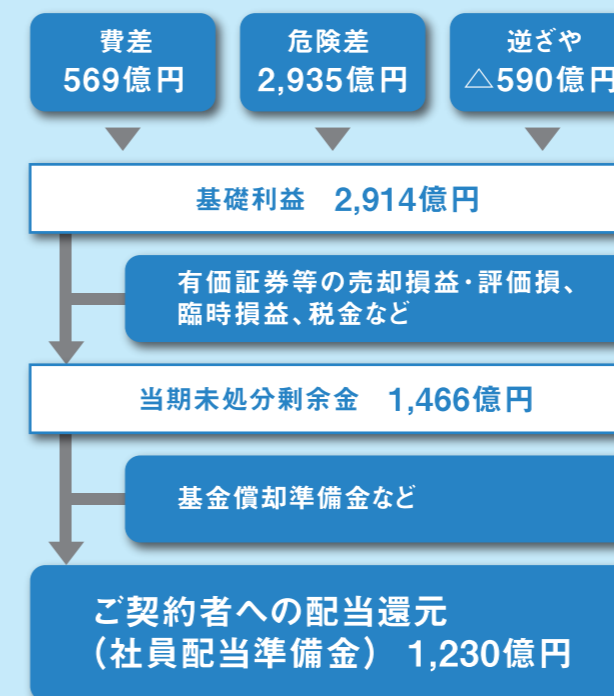 費差
569億円
危険差
2,935億円
逆ざや
△590億円
基礎利益 2,914億円
有価証券等の売却損益・評価損、
臨時損益、税金など
当期未処分剰余金 1,466億円
基金償却準備金など
ご契約者への配当還元
（社員配当準備金） 1,230億円